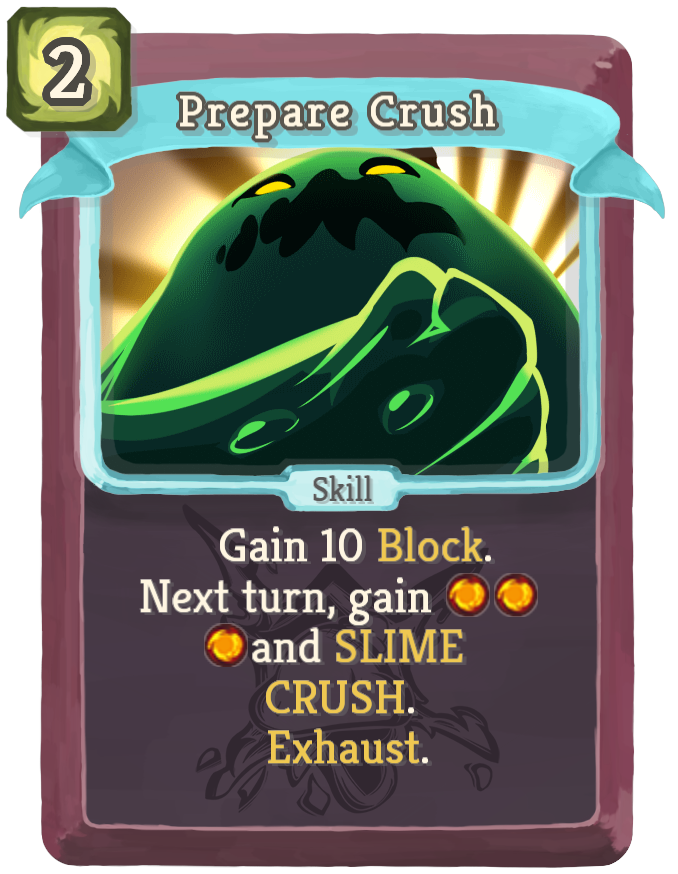 2
Prepare Crush
Skill
Gain 10 Block.
Next turn, gain
and SLIME
CRUSH.
Exhaust.